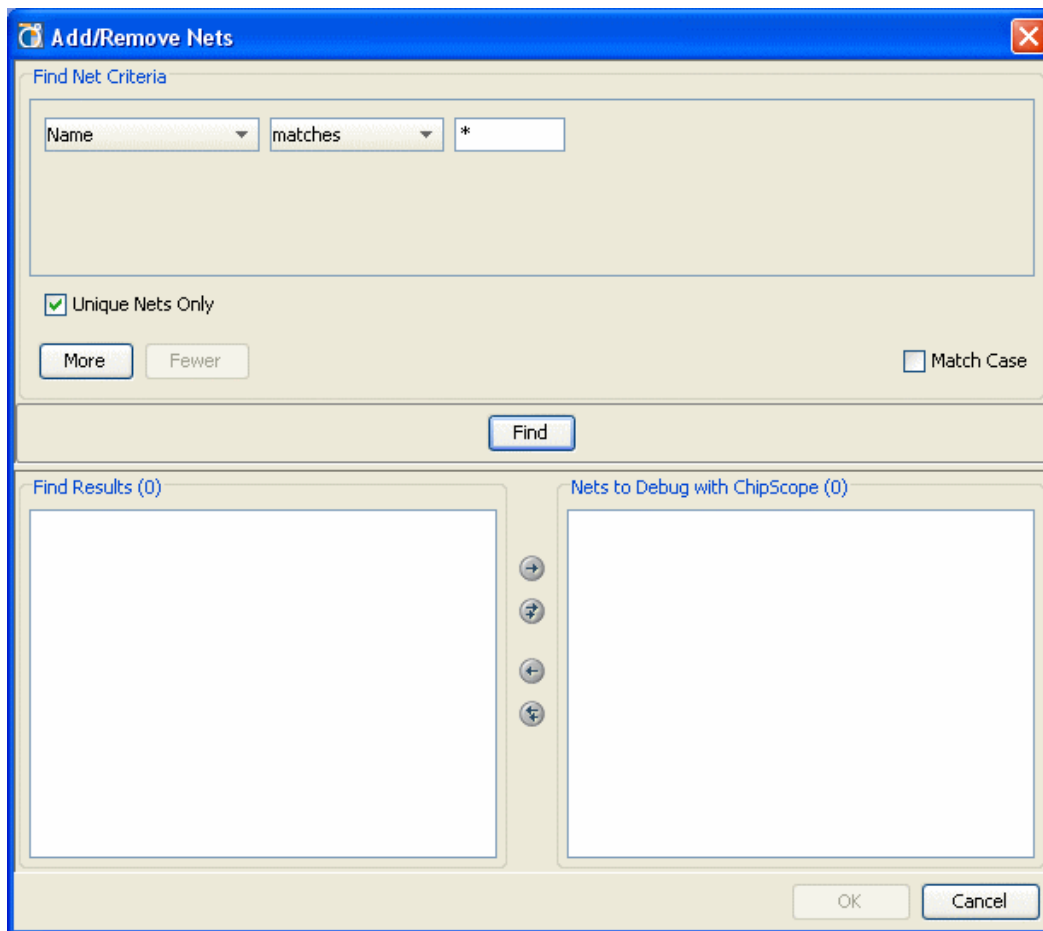 Add/Remove Nets
Find Net Criteria
Name matches *
Unique Nets Only
More Fewer Match Case
Find
Find Results (0) Nets to Debug with ChipScope (0)
OK Cancel